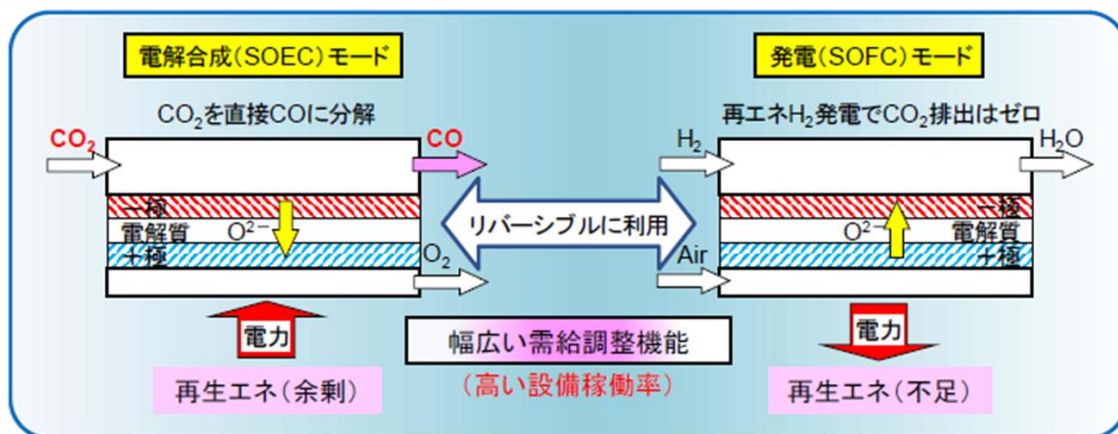 電解合成(SOEC)モード
CO₂を直接COに分解
CO₂
CO
－極
電解質
O²⁻
＋極
O₂
電力
再生エネ(余剰)
リバーシブルに利用
幅広い需給調整機能
(高い設備稼働率)
発電(SOFC)モード
再エネH₂発電でCO₂排出はゼロ
H₂
H₂O
－極
O²⁻
電解質
＋極
Air
電力
再生エネ(不足)